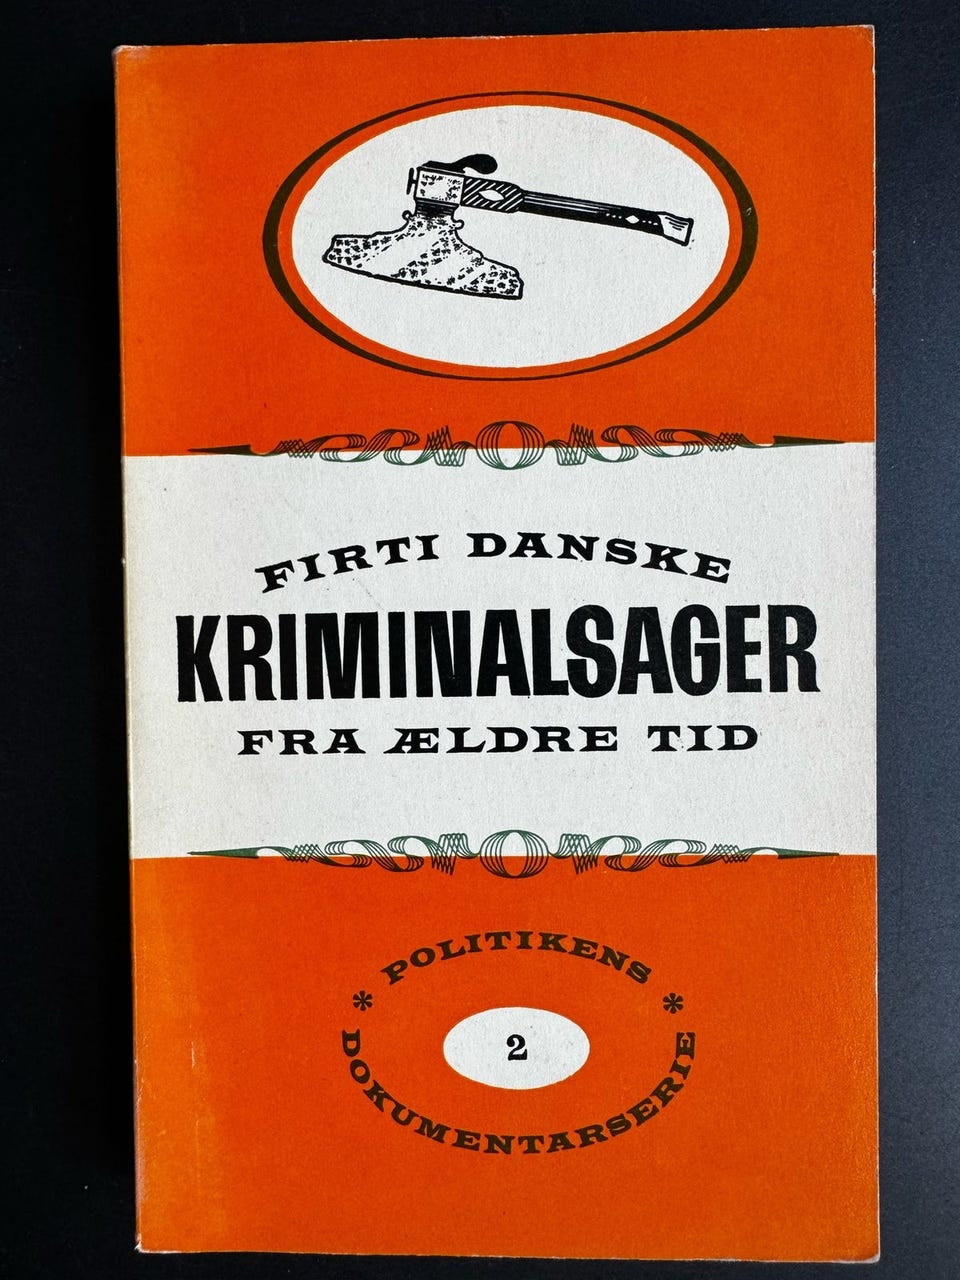 FIRTI DANSKE
KRIMINALSAGER
FRA ÆLDRE TID
* POLITIKENS *
2
DOKUMENTARSERIE